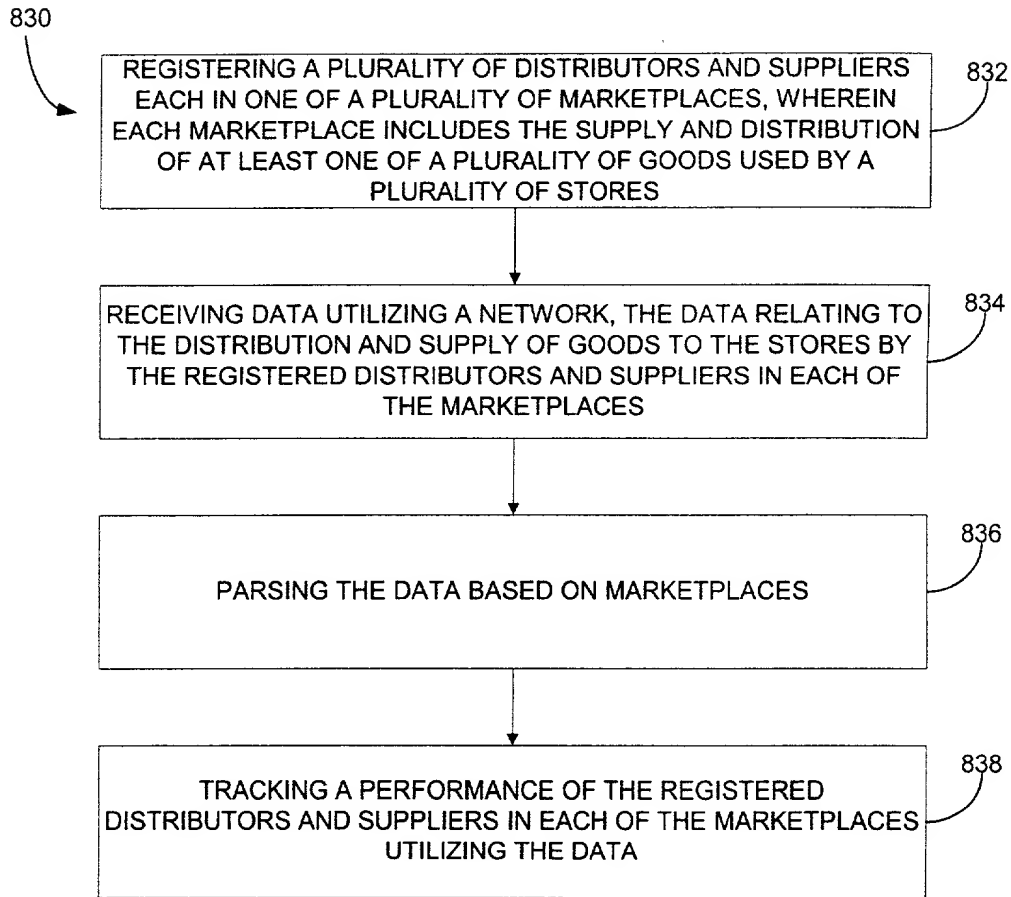 830
REGISTERING A PLURALITY OF DISTRIBUTORS AND SUPPLIERS
EACH IN ONE OF A PLURALITY OF MARKETPLACES, WHEREIN
EACH MARKETPLACE INCLUDES THE SUPPLY AND DISTRIBUTION
OF AT LEAST ONE OF A PLURALITY OF GOODS USED BY A
PLURALITY OF STORES
832
RECEIVING DATA UTILIZING A NETWORK, THE DATA RELATING TO
THE DISTRIBUTION AND SUPPLY OF GOODS TO THE STORES BY
THE REGISTERED DISTRIBUTORS AND SUPPLIERS IN EACH OF
THE MARKETPLACES
834
PARSING THE DATA BASED ON MARKETPLACES
836
TRACKING A PERFORMANCE OF THE REGISTERED
DISTRIBUTORS AND SUPPLIERS IN EACH OF THE MARKETPLACES
UTILIZING THE DATA
838